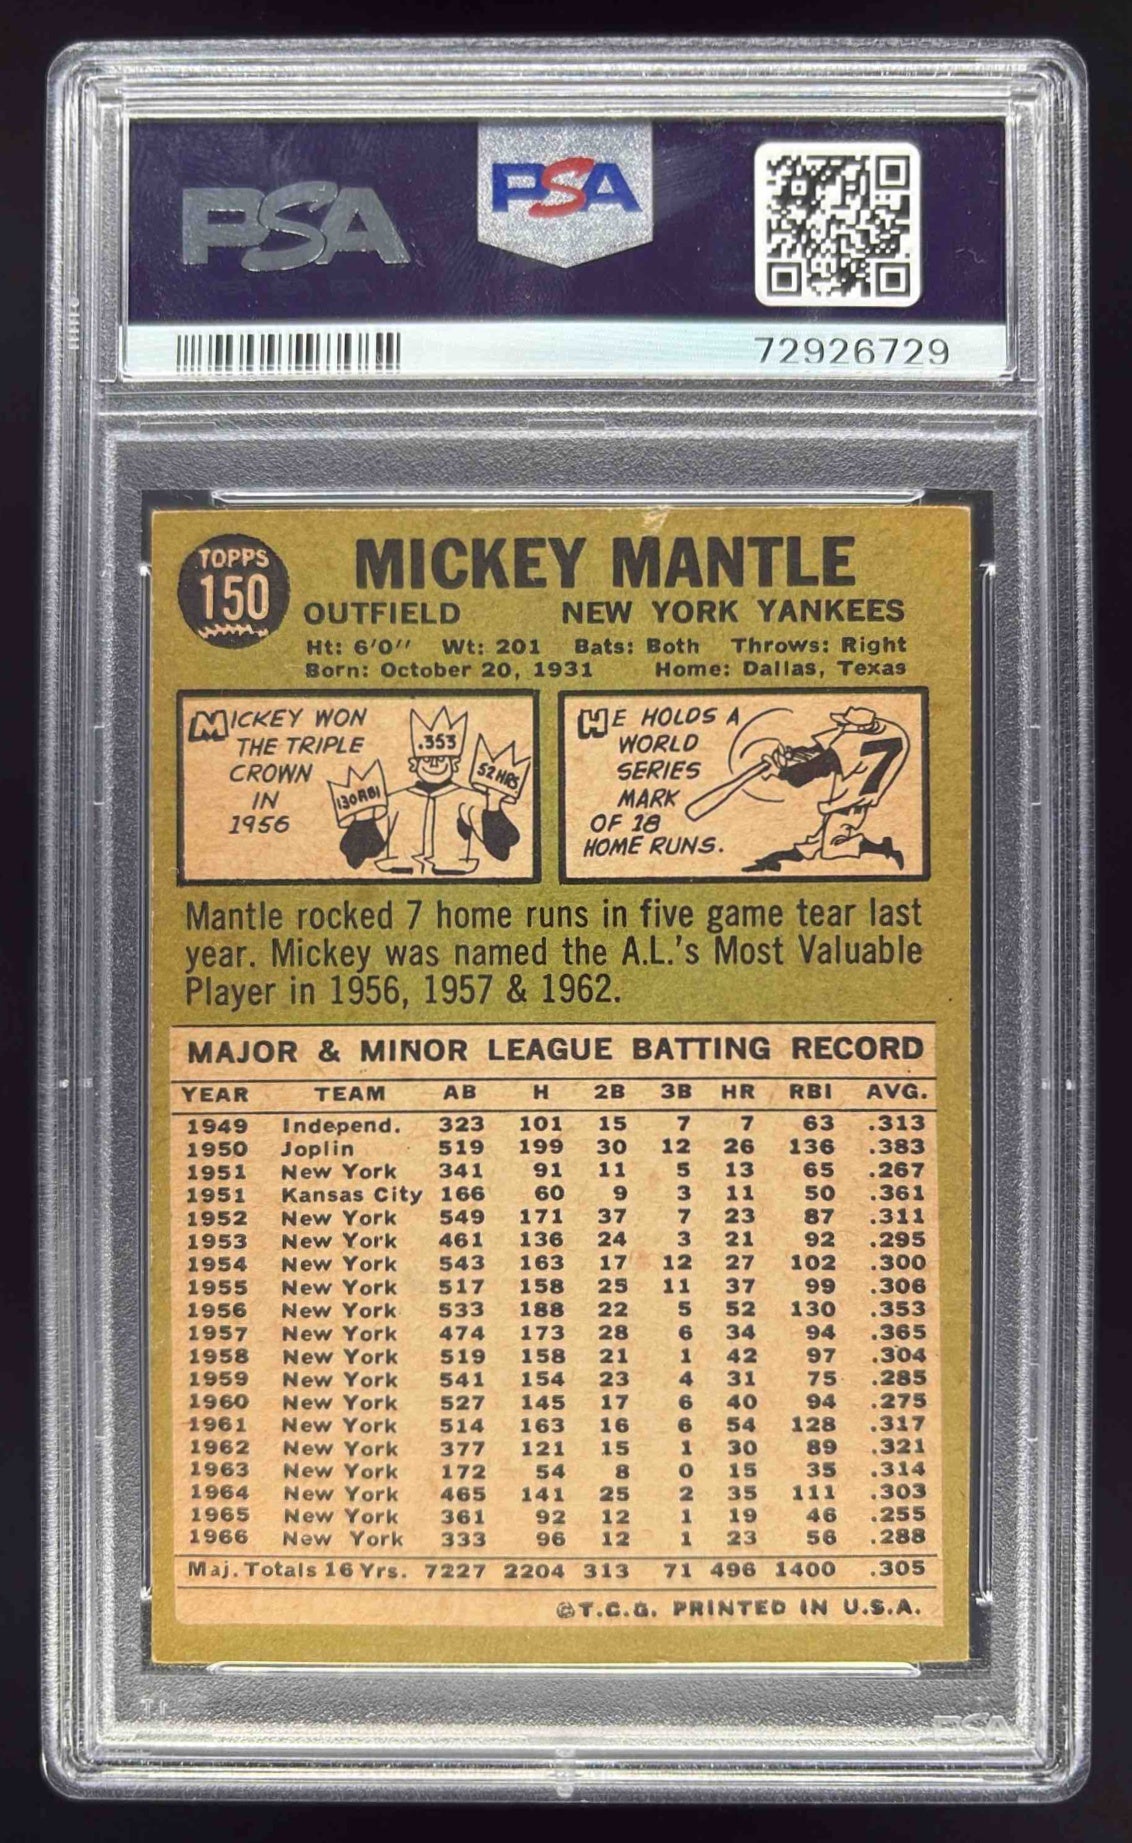 PSA
PSA
72926729
TOPPS
150
MICKEY MANTLE
OUTFIELD NEW YORK YANKEES
Ht: 6'0" Wt: 201 Bats: Both Throws: Right
Born: October 20, 1931 Home: Dallas, Texas
MICKEY WON
THE TRIPLE
CROWN
IN
1956
.353
130 RBI
52 HRS
HE HOLDS A
WORLD
SERIES
MARK
OF 18
HOME RUNS.
7
Mantle rocked 7 home runs in five game tear last
year. Mickey was named the A.L.'s Most Valuable
Player in 1956, 1957 & 1962.
MAJOR & MINOR LEAGUE BATTING RECORD
YEAR TEAM AB H 2B 3B HR RBI AVG.
1949 Independ. 323 101 15 7 7 63 .313
1950 Joplin 519 199 30 12 26 136 .383
1951 New York 341 91 11 5 13 65 .267
1951 Kansas City 166 60 9 3 11 50 .361
1952 New York 549 171 37 7 23 87 .311
1953 New York 461 136 24 3 21 92 .295
1954 New York 543 163 17 12 27 102 .300
1955 New York 517 158 25 11 37 99 .306
1956 New York 533 188 22 5 52 130 .353
1957 New York 474 173 28 6 34 94 .365
1958 New York 519 158 21 1 42 97 .304
1959 New York 541 154 23 4 31 75 .285
1960 New York 527 145 17 6 40 94 .275
1961 New York 514 163 16 6 54 128 .317
1962 New York 377 121 15 1 30 89 .321
1963 New York 172 54 8 0 15 35 .314
1964 New York 465 141 25 2 35 111 .303
1965 New York 361 92 12 1 19 46 .255
1966 New York 333 96 12 1 23 56 .288
Maj. Totals 16 Yrs. 7227 2204 313 71 496 1400 .305
©T.C.G. PRINTED IN U.S.A.
PSA